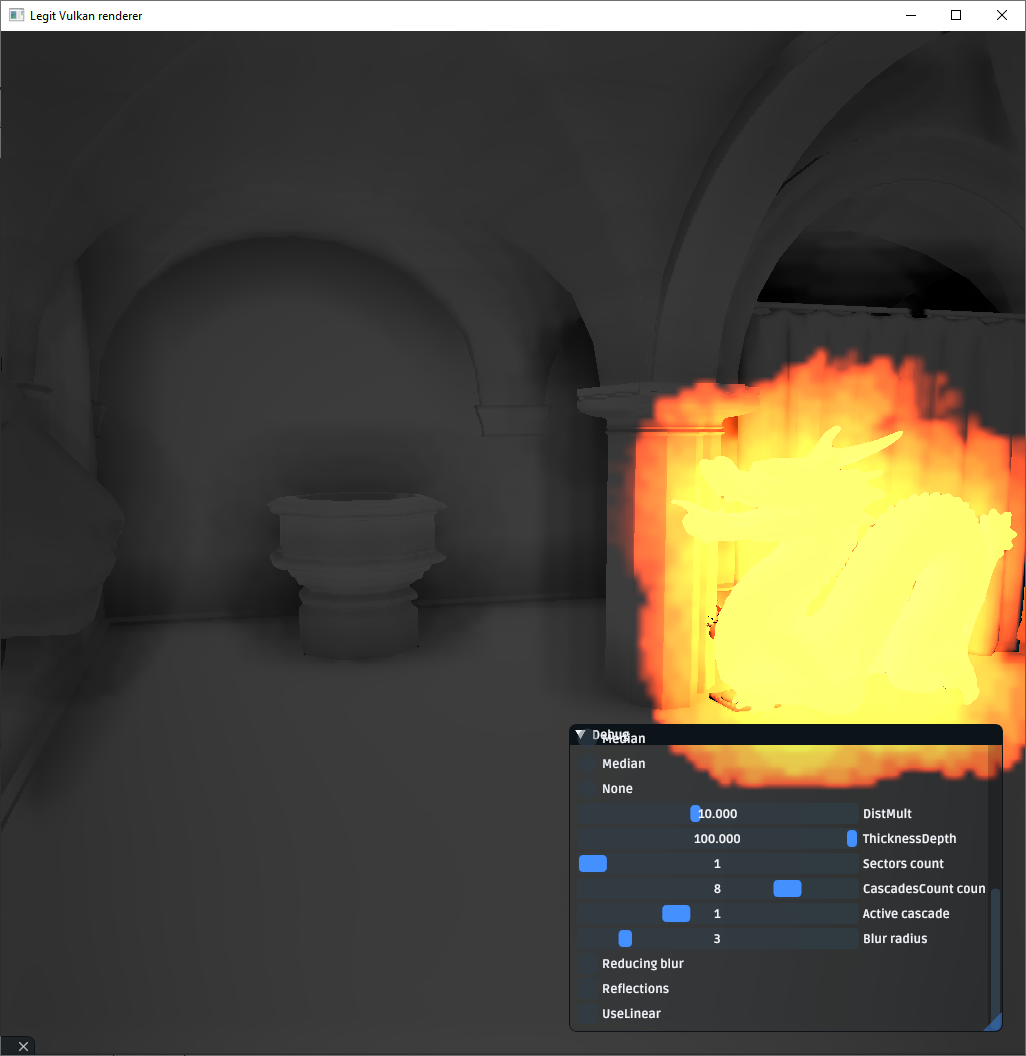 Legit Vulkan renderer
Debug
Median
Median
None
10.000 DistMult
100.000 ThicknessDepth
1 Sectors count
8 CascadesCount coun
1 Active cascade
3 Blur radius
Reducing blur
Reflections
UseLinear